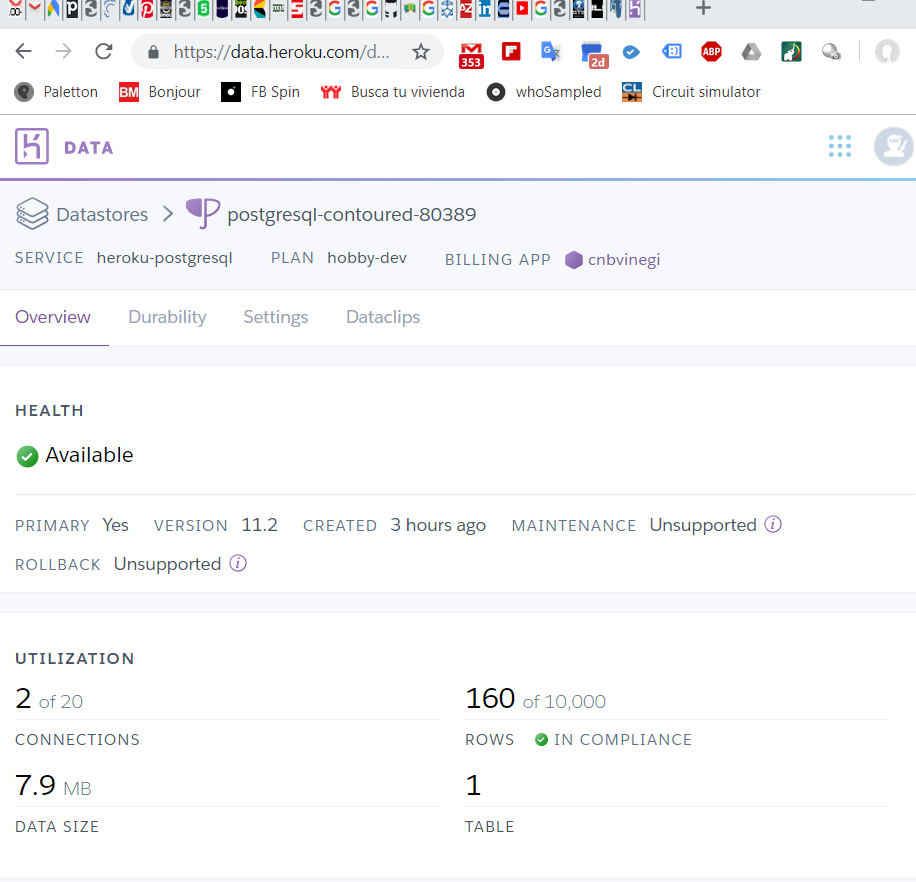 https://data.heroku.com/d...
353
2d
ABP
Paletton BM Bonjour FB Spin Busca tu vivienda whoSampled CL Circuit simulator
DATA
Datastores postgresql-contoured-80389
SERVICE heroku-postgresql PLAN hobby-dev BILLING APP cnbvinegi
Overview Durability Settings Dataclips
HEALTH
Available
PRIMARY Yes VERSION 11.2 CREATED 3 hours ago MAINTENANCE Unsupported
ROLLBACK Unsupported
UTILIZATION
2 of 20 160 of 10,000
CONNECTIONS ROWS IN COMPLIANCE
7.9 MB 1
DATA SIZE TABLE